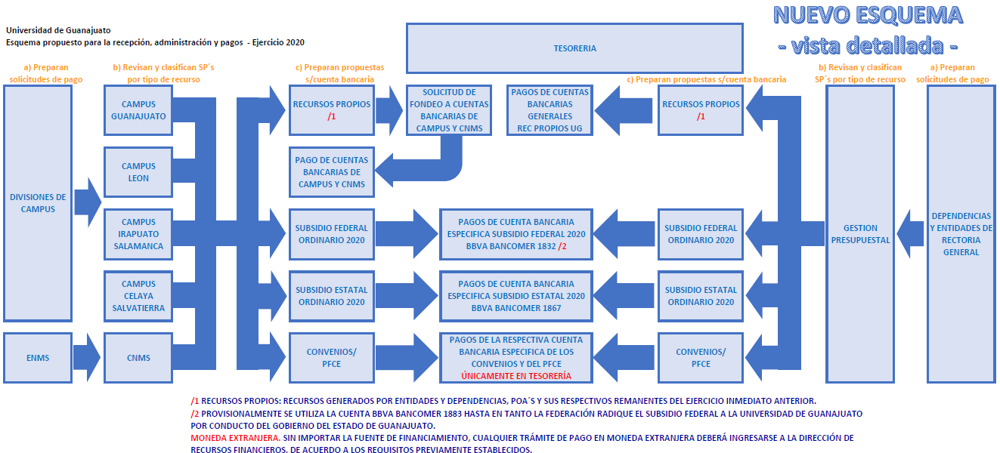 NUEVO ESQUEMA
- vista detallada -
Universidad de Guanajuato
Esquema propuesto para la recepción, administración y pagos - Ejercicio 2020
TESORERIA
a) Preparan
solicitudes de pago
b) Revisan y clasifican SP´s
por tipo de recurso
c) Preparan propuestas
s/cuenta bancaria
c) Preparan propuestas s/cuenta bancaria
b) Revisan y clasifican
SP´s por tipo de recurso
a) Preparan
solicitudes de pago
DIVISIONES DE
CAMPUS
ENMS
CAMPUS
GUANAJUATO
CAMPUS
LEON
CAMPUS
IRAPUATO
SALAMANCA
CAMPUS
CELAYA
SALVATIERRA
CNMS
RECURSOS PROPIOS
/1
PAGO DE CUENTAS
BANCARIAS DE
CAMPUS Y CNMS
SUBSIDIO FEDERAL
ORDINARIO 2020
SUBSIDIO ESTATAL
ORDINARIO 2020
CONVENIOS/
PFCE
SOLICITUD DE
FONDEO A CUENTAS
BANCARIAS DE
CAMPUS Y CNMS
PAGOS DE CUENTAS
BANCARIAS
GENERALES
REC PROPIOS UG
PAGOS DE CUENTA BANCARIA
ESPECIFICA SUBSIDIO FEDERAL 2020
BBVA BANCOMER 1832 /2
PAGOS DE CUENTA BANCARIA
ESPECIFICA SUBSIDIO ESTATAL 2020
BBVA BANCOMER 1867
PAGOS DE LA RESPECTIVA CUENTA
BANCARIA ESPECIFICA DE LOS
CONVENIOS Y DEL PFCE
ÚNICAMENTE EN TESORERÍA
RECURSOS PROPIOS
/1
SUBSIDIO FEDERAL
ORDINARIO 2020
SUBSIDIO ESTATAL
ORDINARIO 2020
CONVENIOS/
PFCE
GESTION
PRESUPUESTAL
DEPENDENCIAS
Y ENTIDADES DE
RECTORIA
GENERAL
/1 RECURSOS PROPIOS: RECURSOS GENERADOS POR ENTIDADES Y DEPENDENCIAS, POA´S Y SUS RESPECTIVOS REMANENTES DEL EJERCICIO INMEDIATO ANTERIOR.
/2 PROVISIONALMENTE SE UTILIZA LA CUENTA BBVA BANCOMER 1883 HASTA EN TANTO LA FEDERACIÓN RADIQUE EL SUBSIDIO FEDERAL A LA UNIVERSIDAD DE GUANAJUATO
POR CONDUCTO DEL GOBIERNO DEL ESTADO DE GUANAJUATO.
MONEDA EXTRANJERA. SIN IMPORTAR LA FUENTE DE FINANCIAMIENTO, CUALQUIER TRÁMITE DE PAGO EN MONEDA EXTRANJERA DEBERÁ INGRESARSE A LA DIRECCIÓN DE
RECURSOS FINANCIEROS, DE ACUERDO A LOS REQUISITOS PREVIAMENTE ESTABLECIDOS.